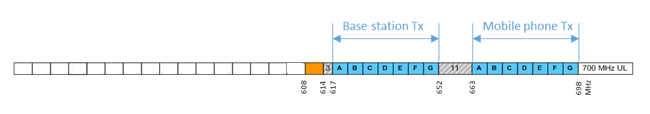 Base station Tx Mobile phone Tx
3 A B C D E F G 11 A B C D E F G 700 MHz UL
608 614 617 652 663 698 MHz